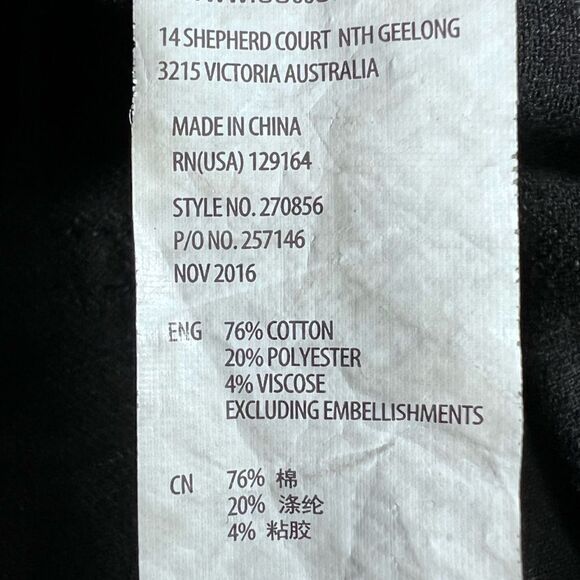 14 SHEPHERD COURT NTH GEELONG
3215 VICTORIA AUSTRALIA
MADE IN CHINA
RN(USA) 129164
STYLE NO. 270856
P/O NO. 257146
NOV 2016
ENG 76% COTTON
20% POLYESTER
4% VISCOSE
EXCLUDING EMBELLISHMENTS
CN 76% 棉
20% 涤纶
4% 粘胶